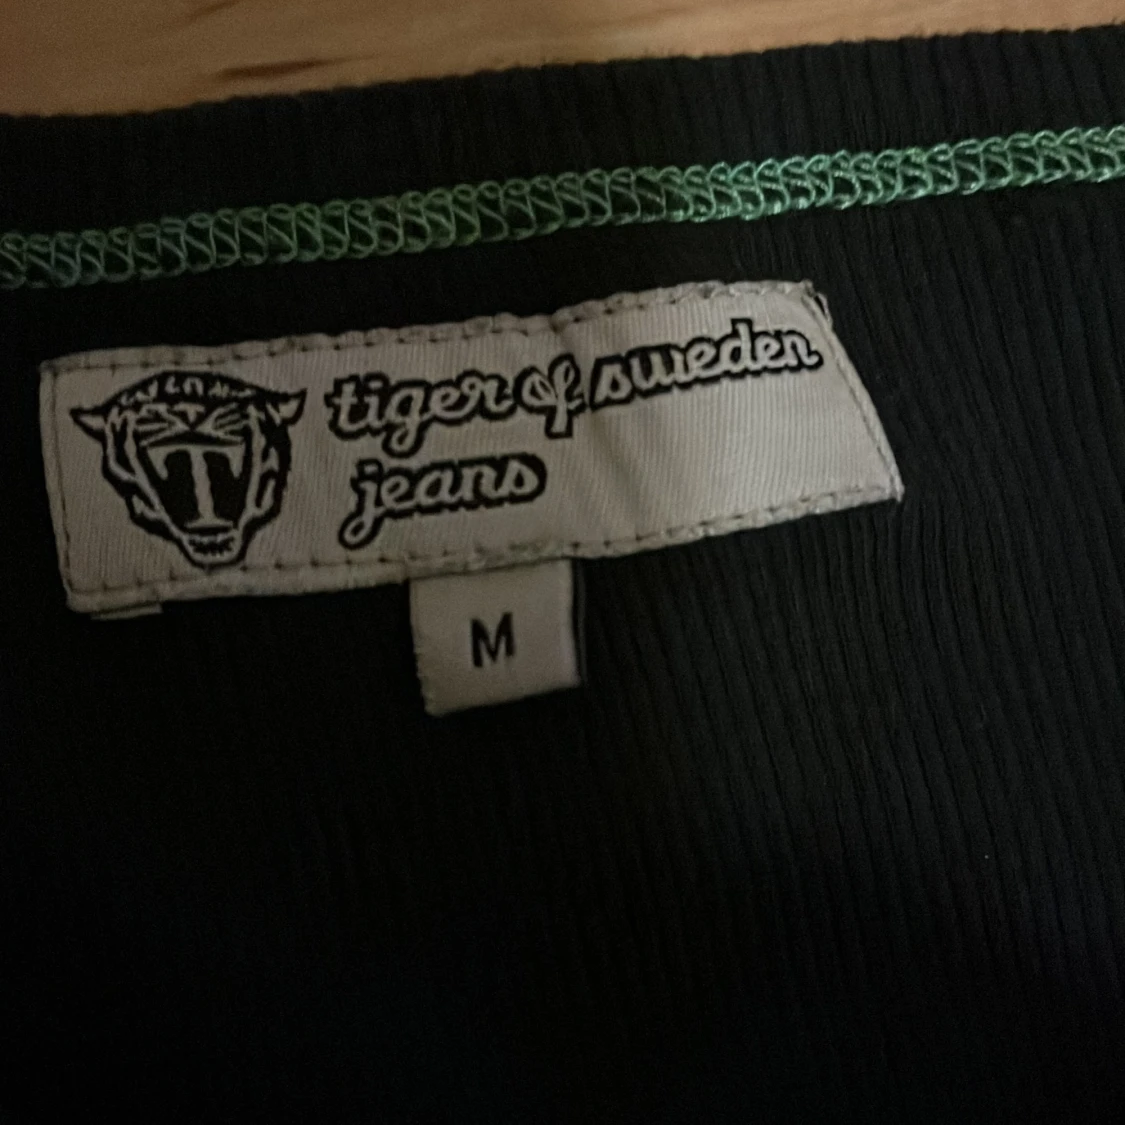 T
tiger of sweden
jeans
M